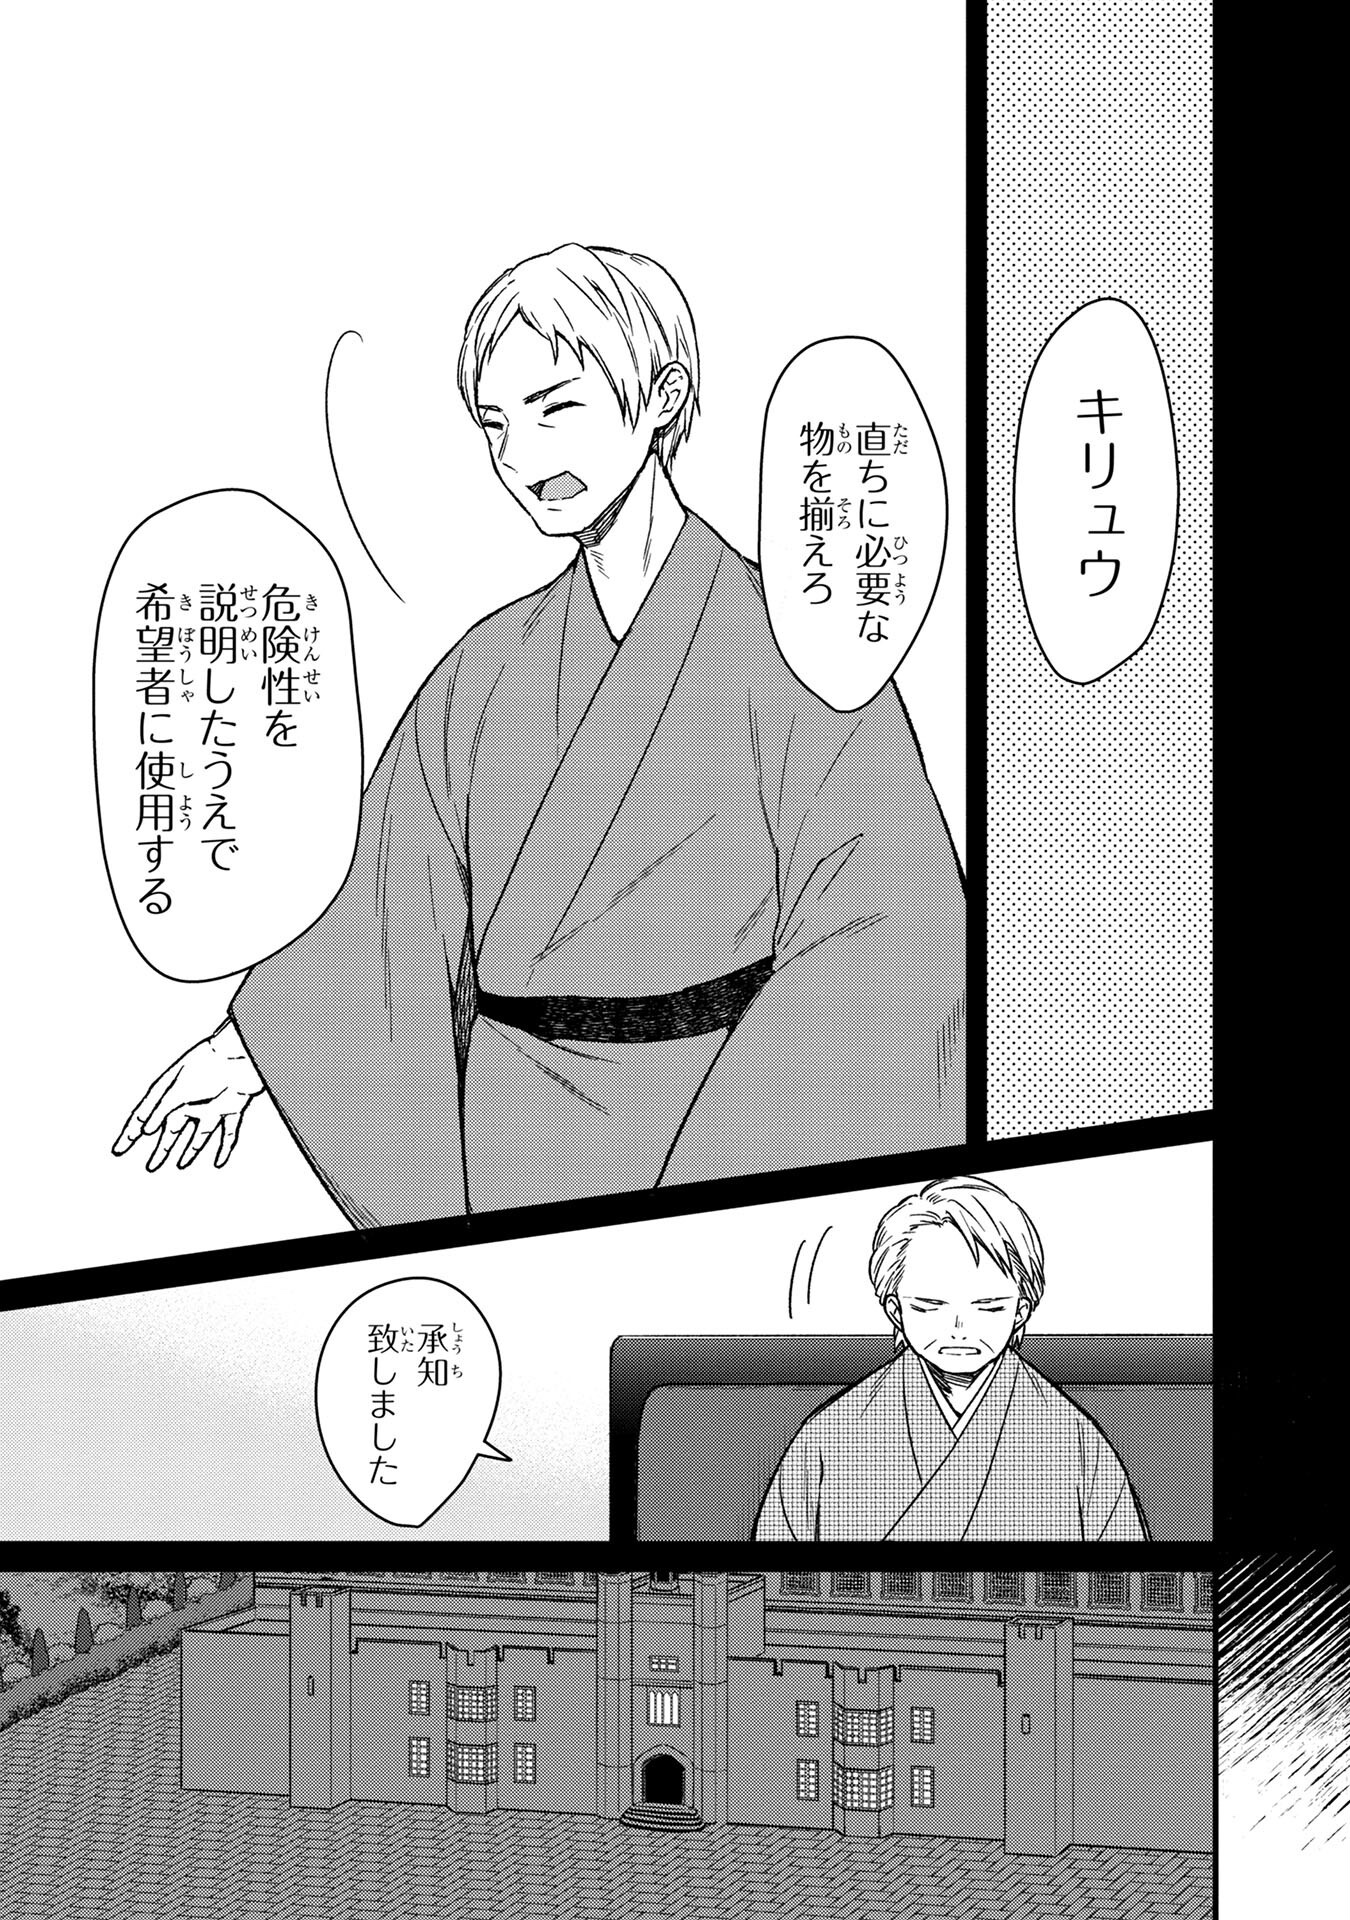 キリュウ
直ちに必要な
物を揃えろ
危険性を
説明したうえで
希望者に使用する
承知
致しました